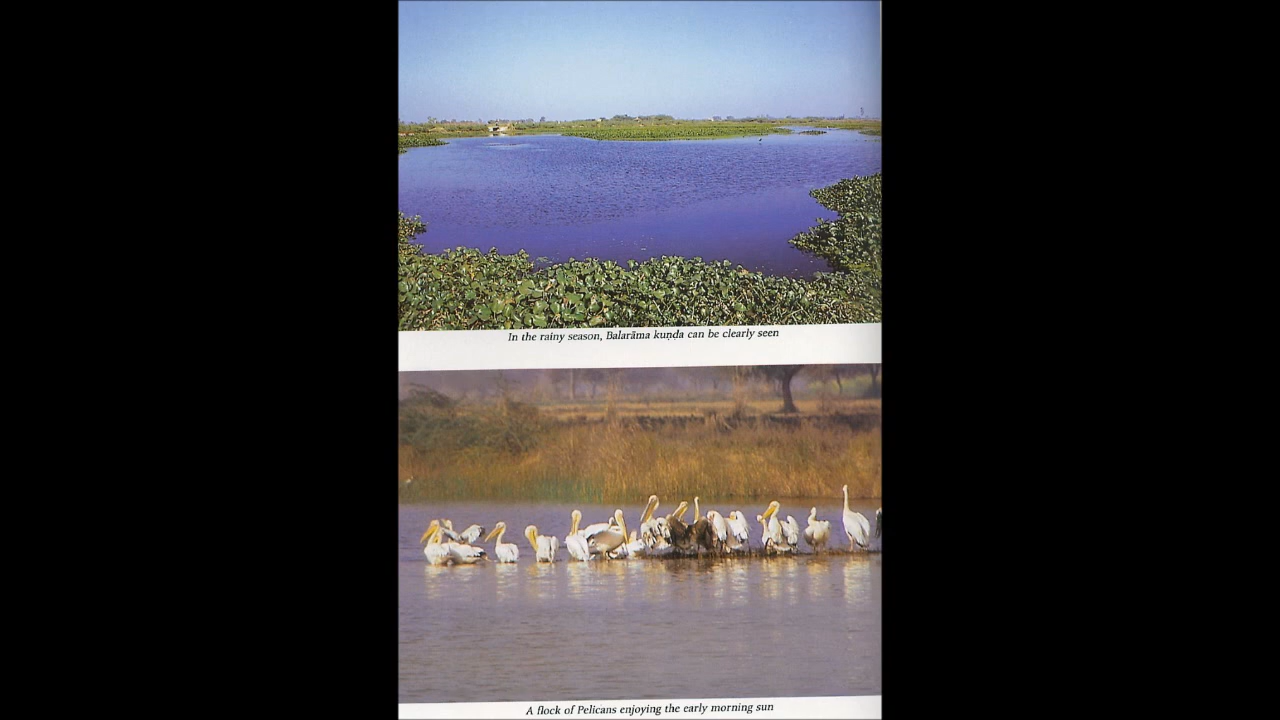 In the rainy season, Balarāma kuṇḍa can be clearly seen
A flock of Pelicans enjoying the early morning sun